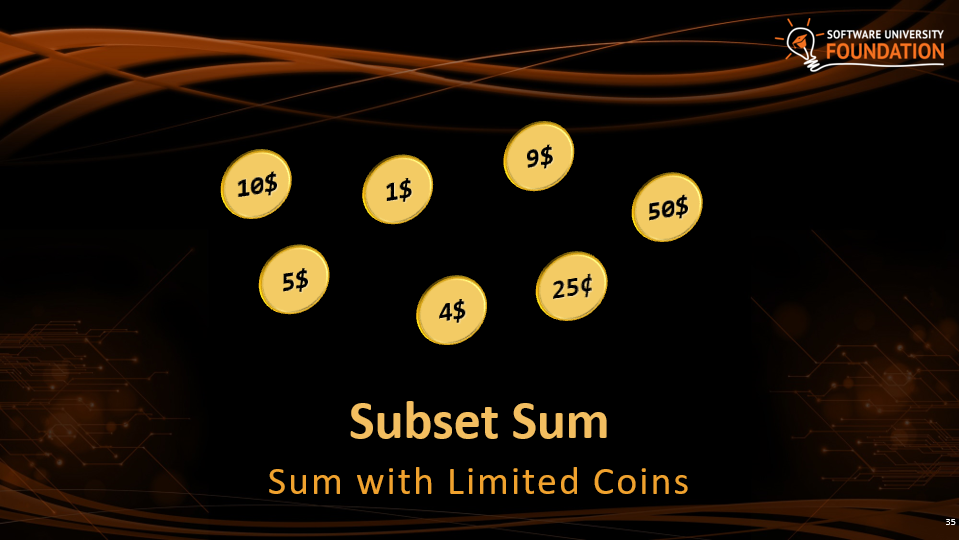 SOFTWARE UNIVERSITY
FOUNDATION
10$
1$
9$
50$
5$
4$
25¢
Subset Sum
Sum with Limited Coins
35